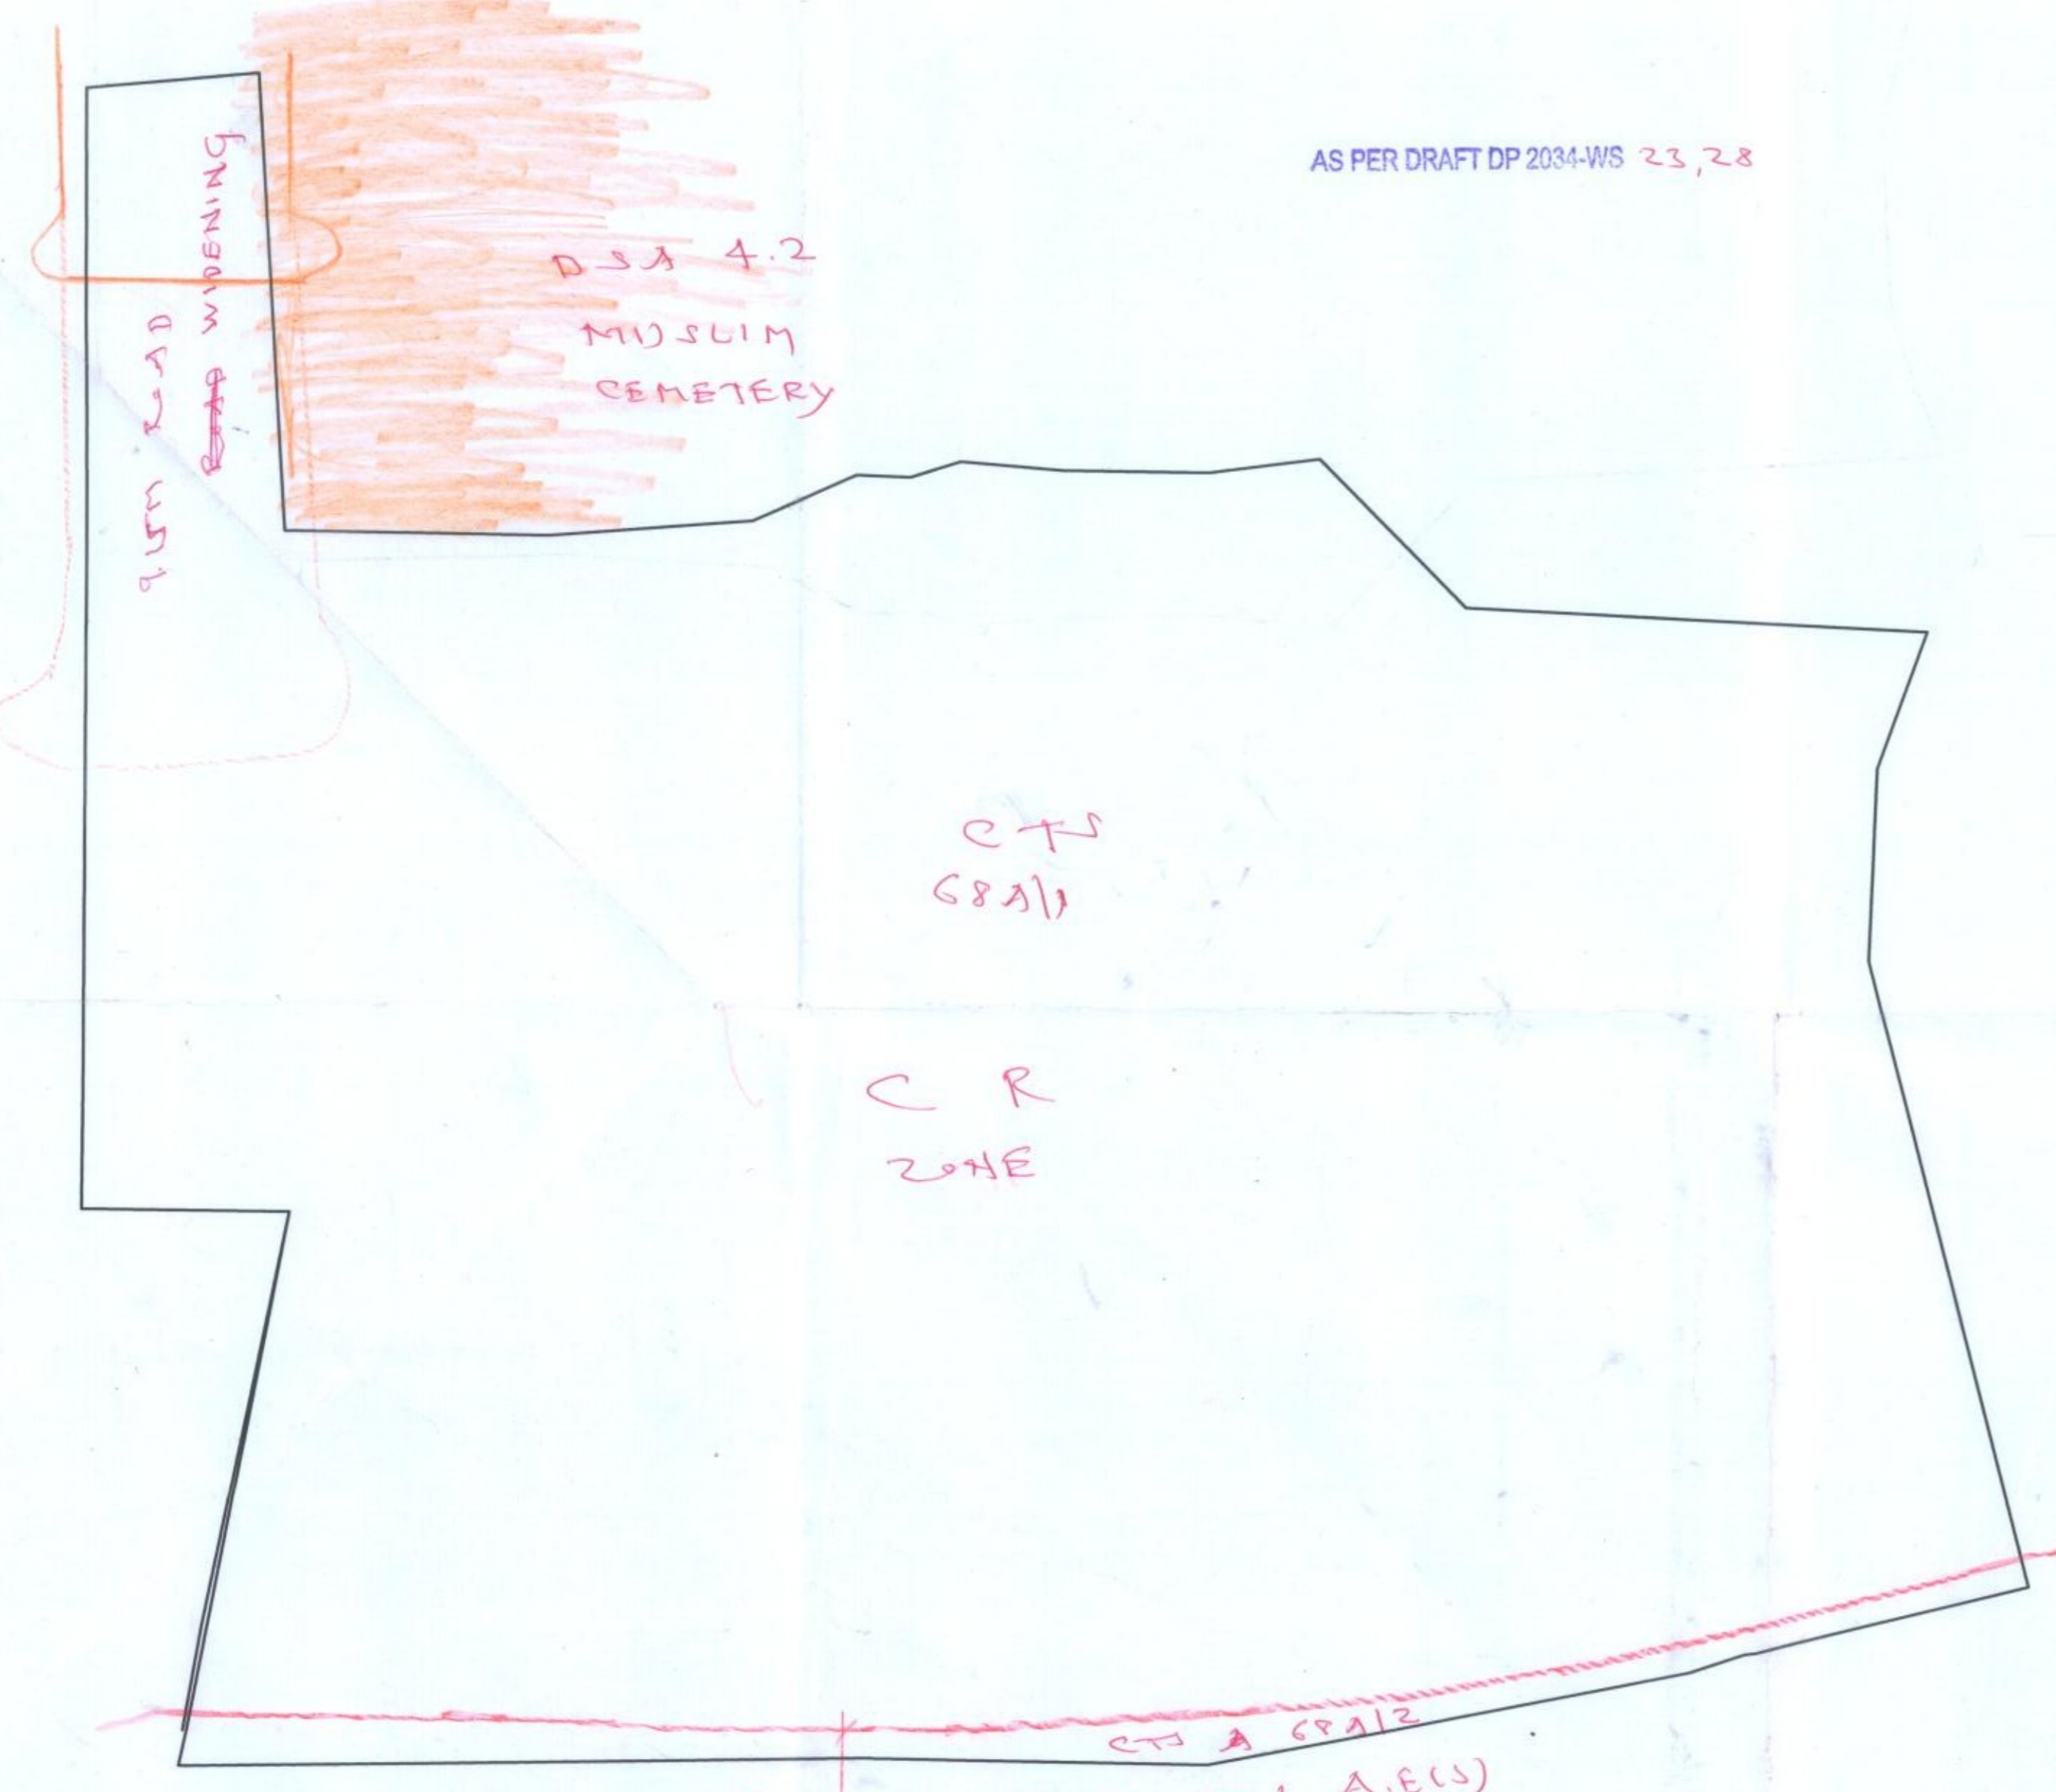 AS PER DRAFT DP 2034-WS 23,28
WIDENING
ROAD
DSA 4.2
MUSLIM
CEMETERY
CTS
68A/1
C R
ZONE
CTS A 68A/2
A.E(S)